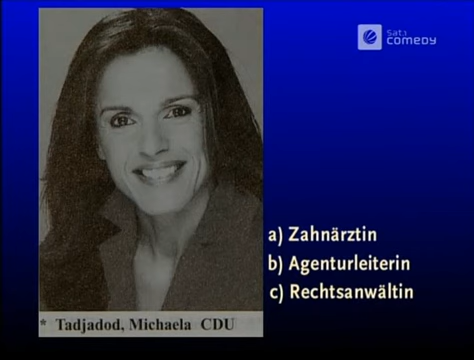 Sat.1
comedy
a) Zahnärztin
b) Agenturleiterin
c) Rechtsanwältin
* Tadjadod, Michaela CDU